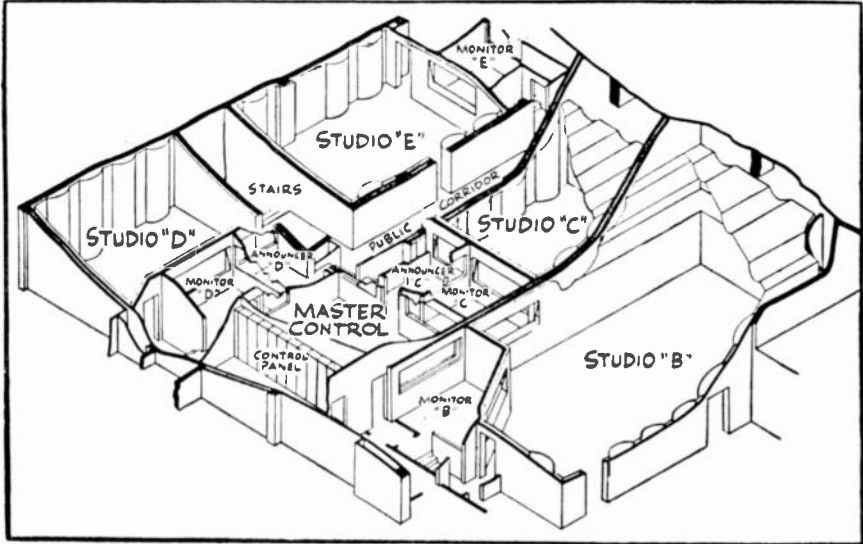 MONITOR
"E"
STUDIO "E"
STAIRS
PUBLIC CORRIDOR
STUDIO "C"
STUDIO "D"
ANNOUNCER
D
ANNOUNCER
C
MONITOR
D
MONITOR
C
MASTER
CONTROL
CONTROL
PANEL
STUDIO "B"
MONITOR
"B"